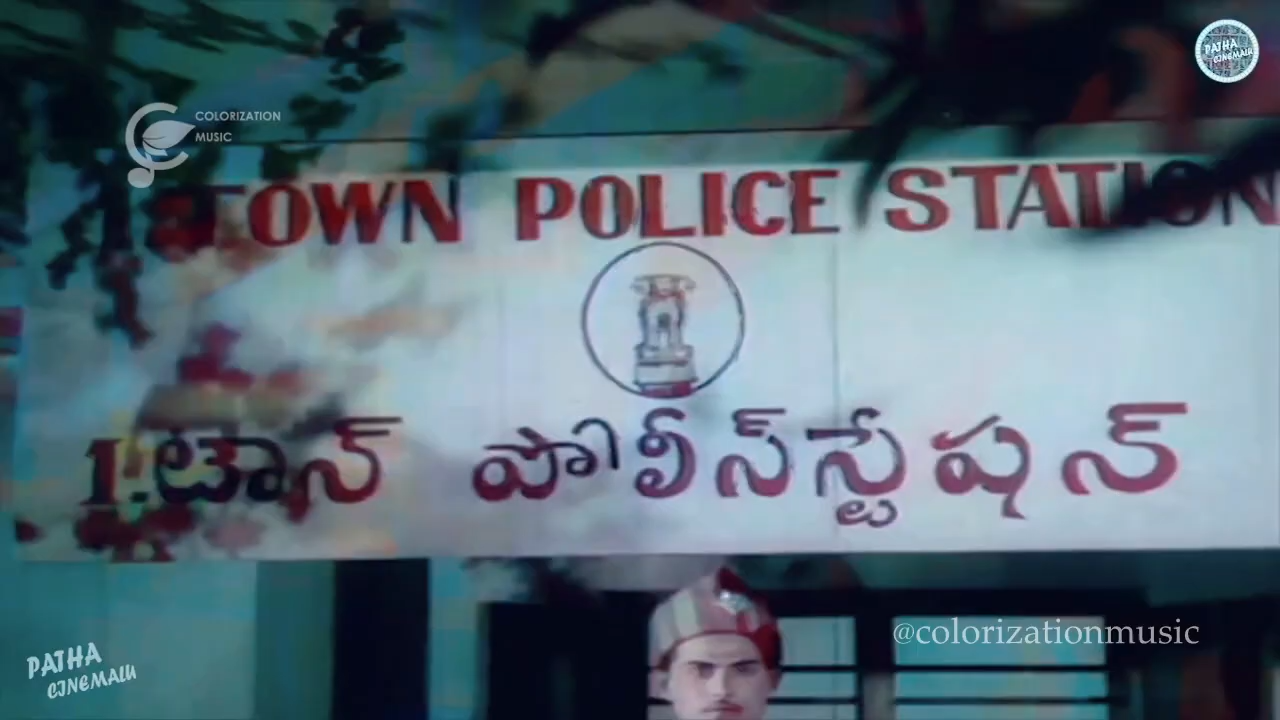 PATHA
CINEMALU
COLORIZATION
MUSIC
TOWN POLICE STATION
1. టౌన్ పోలీస్ స్టేషన్
@colorizationmusic
PATHA
CINEMALU